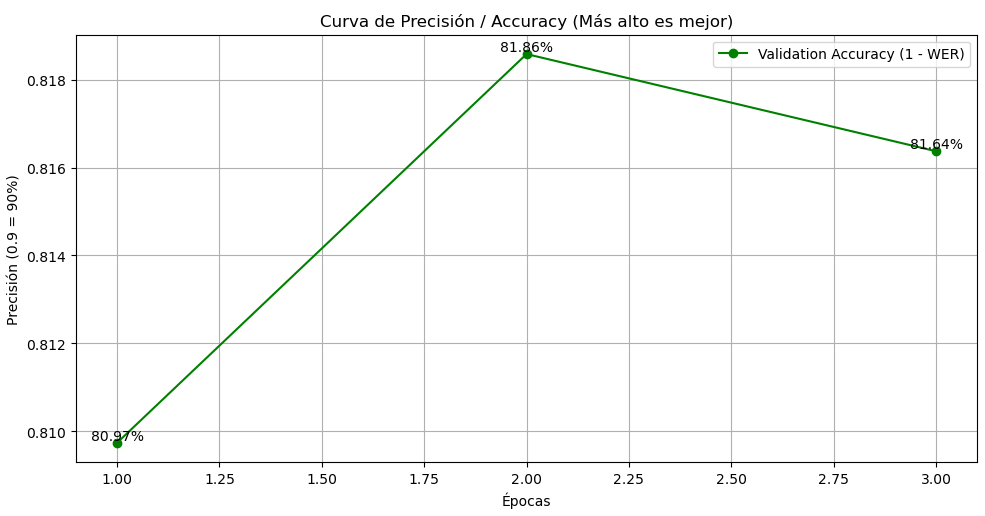 Curva de Precisión / Accuracy (Más alto es mejor)
Validation Accuracy (1 - WER)
81.86%
81.64%
80.97%
0.818
0.816
0.814
0.812
0.810
Precisión (0.9 = 90%)
1.00 1.25 1.50 1.75 2.00 2.25 2.50 2.75 3.00
Épocas